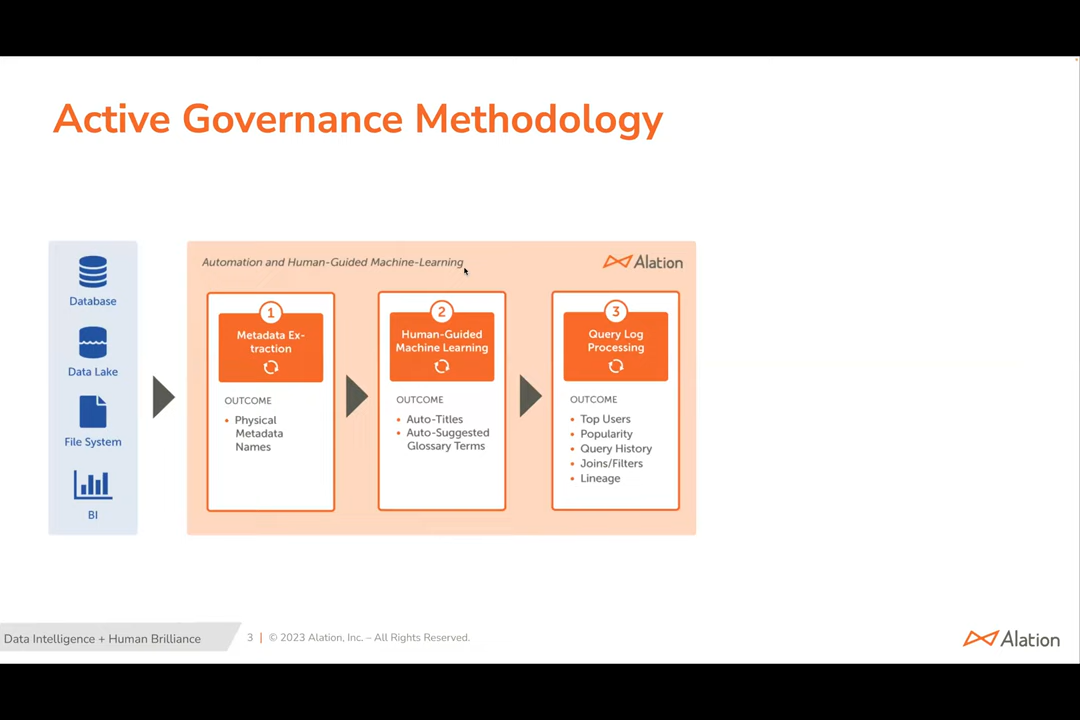 Active Governance Methodology
Database
Data Lake
File System
BI
Automation and Human-Guided Machine-Learning
Alation
1
Metadata Ex-
traction
OUTCOME
• Physical
Metadata
Names
2
Human-Guided
Machine Learning
OUTCOME
• Auto-Titles
• Auto-Suggested
Glossary Terms
3
Query Log
Processing
OUTCOME
• Top Users
• Popularity
• Query History
• Joins/Filters
• Lineage
Data Intelligence + Human Brilliance
3 | © 2023 Alation, Inc. – All Rights Reserved.
Alation